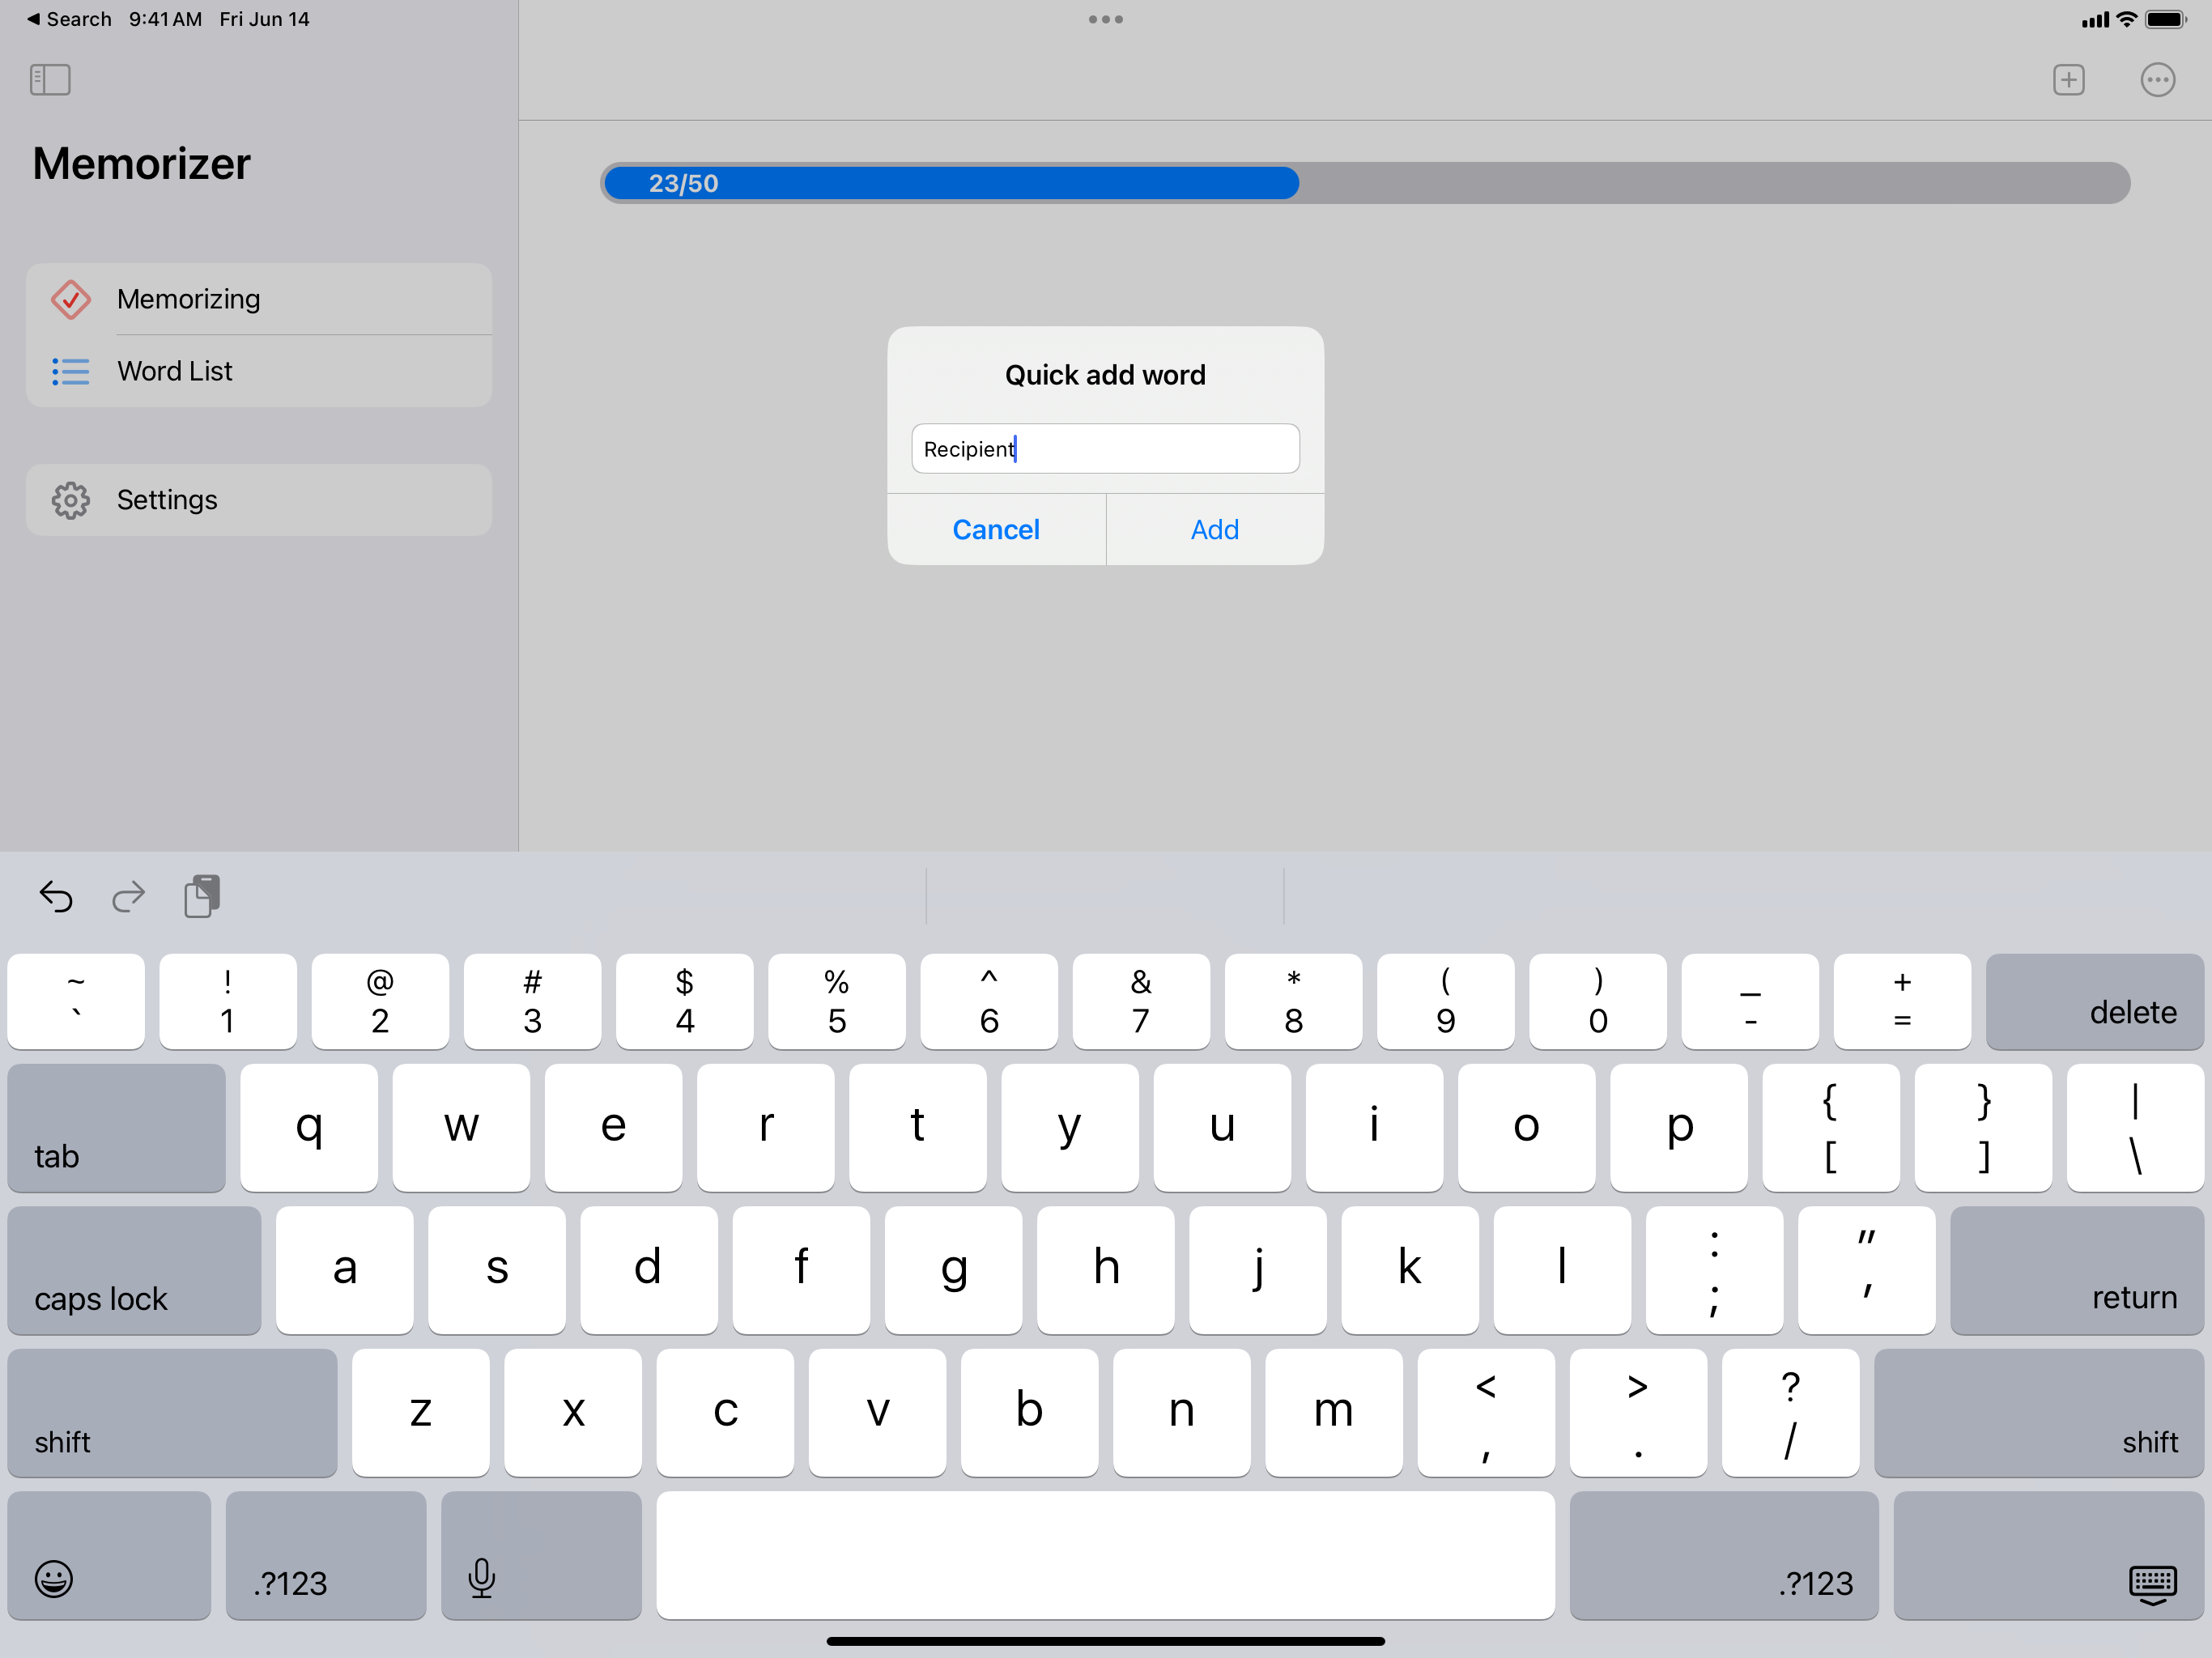 ◀ Search 9:41 AM Fri Jun 14
Memorizer
23/50
Memorizing
Word List
Settings
Quick add word
Recipient
Cancel Add
~ ! @ # $ % ^ & * ( ) _ +
` 1 2 3 4 5 6 7 8 9 0 - = delete
tab q w e r t y u i o p { [ } ] | \
caps lock a s d f g h j k l : ; " ' return
shift z x c v b n m < , > . ? / shift
.?123 .?123